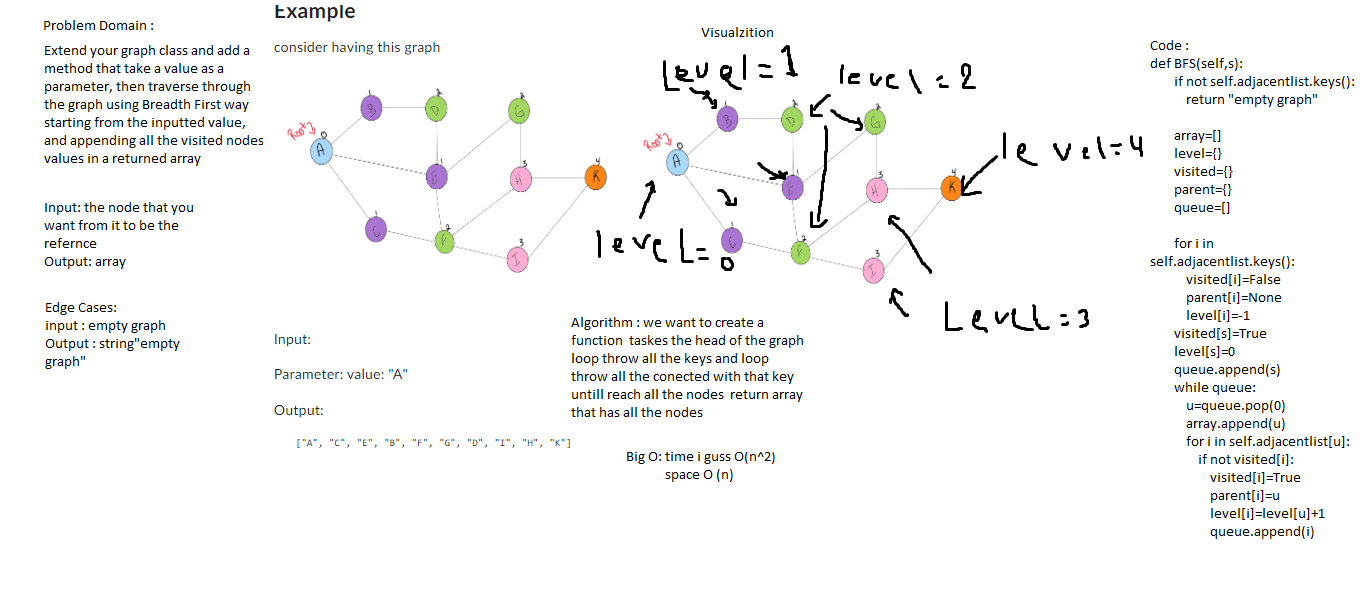 Problem Domain :
Extend your graph class and add a
method that take a value as a
parameter, then traverse through
the graph using Breadth First way
starting from the inputted value,
and appending all the visited nodes
values in a returned array
Input: the node that you
want from it to be the
refernce
Output: array
Edge Cases:
input : empty graph
Output : string"empty
graph"
Example
consider having this graph
Root
0
A
1
B
2
D
2
G
1
E
3
H
4
K
1
C
2
F
3
I
Input:
Parameter: value: "A"
Output:
["A", "C", "E", "B", "F", "G", "D", "I", "H", "K"]
Visualzition
Level=1
level=2
Root
0
A
1
B
2
D
2
G
E
3
H
4
K
C
2
F
3
I
level=0
level=4
Level=3
Algorithm : we want to create a
function taskes the head of the graph
loop throw all the keys and loop
throw all the conected with that key
untill reach all the nodes return array
that has all the nodes
Big O: time i guss O(n^2)
space O (n)
Code :
def BFS(self,s):
if not self.adjacentlist.keys():
return "empty graph"
array=[]
level={}
visited={}
parent={}
queue=[]
for i in
self.adjacentlist.keys():
visited[i]=False
parent[i]=None
level[i]=-1
visited[s]=True
level[s]=0
queue.append(s)
while queue:
u=queue.pop(0)
array.append(u)
for i in self.adjacentlist[u]:
if not visited[i]:
visited[i]=True
parent[i]=u
level[i]=level[u]+1
queue.append(i)